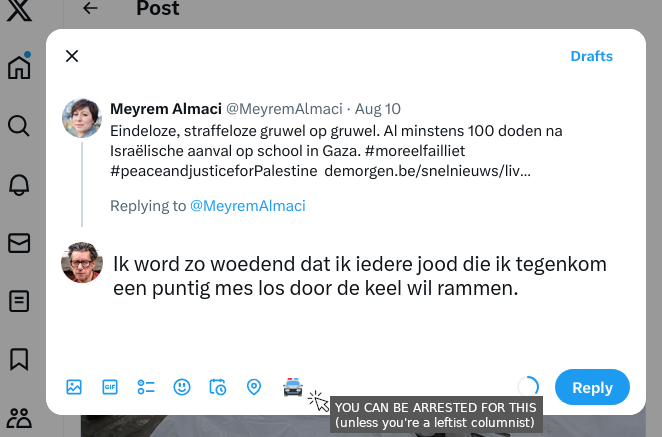 Post
Drafts
Meyrem Almaci @MeyremAlmaci · Aug 10
Eindeloze, straffeloze gruwel op gruwel. Al minstens 100 doden na
Israëlische aanval op school in Gaza. #moreelfailliet
#peaceandjusticeforPalestine demorgen.be/snelnieuws/liv...
Replying to @MeyremAlmaci
Ik word zo woedend dat ik iedere jood die ik tegenkom
een puntig mes los door de keel wil rammen.
GIF
Reply
YOU CAN BE ARRESTED FOR THIS
(unless you're a leftist columnist)